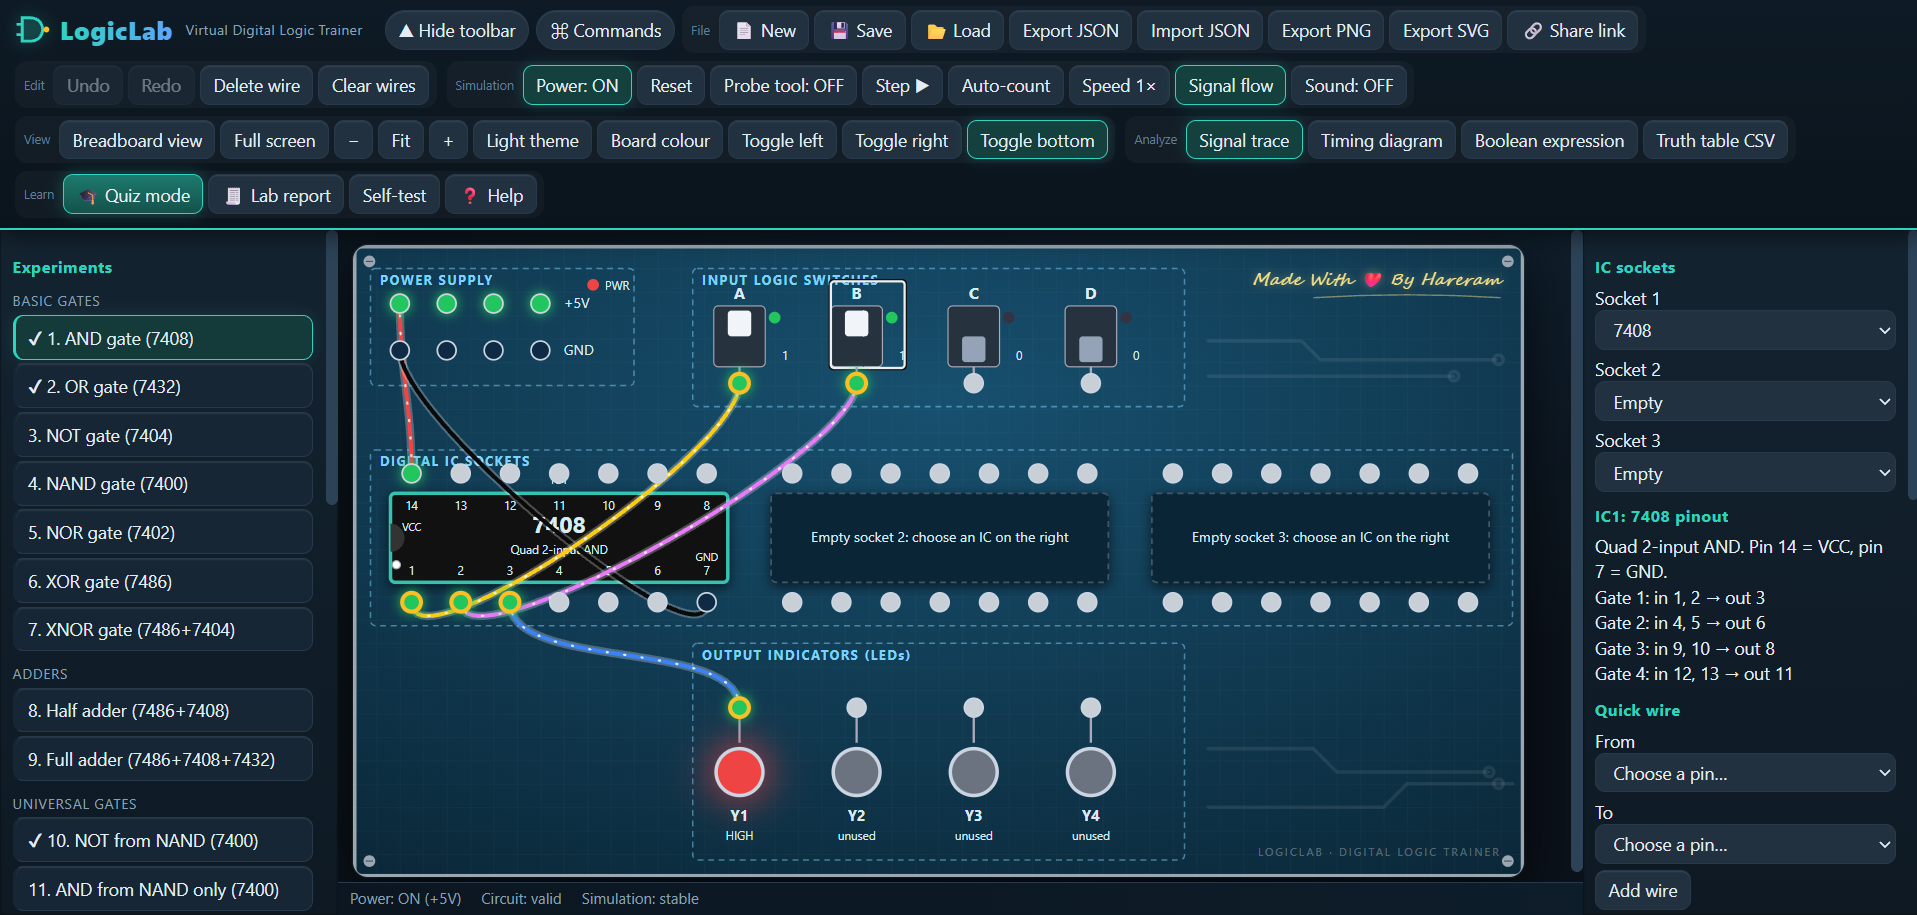 LogicLab Virtual Digital Logic Trainer ▲ Hide toolbar ⌘ Commands File New Save Load Export JSON Import JSON Export PNG Export SVG Share link
Edit Undo Redo Delete wire Clear wires Simulation Power: ON Reset Probe tool: OFF Step ▶ Auto-count Speed 1× Signal flow Sound: OFF
View Breadboard view Full screen − Fit + Light theme Board colour Toggle left Toggle right Toggle bottom Analyze Signal trace Timing diagram Boolean expression Truth table CSV
Learn Quiz mode Lab report Self-test ❓ Help
Experiments
BASIC GATES
✓ 1. AND gate (7408)
✓ 2. OR gate (7432)
3. NOT gate (7404)
4. NAND gate (7400)
5. NOR gate (7402)
6. XOR gate (7486)
7. XNOR gate (7486+7404)
ADDERS
8. Half adder (7486+7408)
9. Full adder (7486+7408+7432)
UNIVERSAL GATES
✓ 10. NOT from NAND (7400)
11. AND from NAND only (7400)
POWER SUPPLY
PWR
+5V
GND
INPUT LOGIC SWITCHES
A B C D
1 1 0 0
Made With ❤ By Hareram
DIGITAL IC SOCKETS
14 13 12 11 10 9 8
VCC
7408
Quad 2-input AND
GND
1 2 3 4 5 6 7
Empty socket 2: choose an IC on the right
Empty socket 3: choose an IC on the right
OUTPUT INDICATORS (LEDs)
Y1 Y2 Y3 Y4
HIGH unused unused unused
LOGICLAB · DIGITAL LOGIC TRAINER
Power: ON (+5V) Circuit: valid Simulation: stable
IC sockets
Socket 1
7408
Socket 2
Empty
Socket 3
Empty
IC1: 7408 pinout
Quad 2-input AND. Pin 14 = VCC, pin
7 = GND.
Gate 1: in 1, 2 → out 3
Gate 2: in 4, 5 → out 6
Gate 3: in 9, 10 → out 8
Gate 4: in 12, 13 → out 11
Quick wire
From
Choose a pin...
To
Choose a pin...
Add wire